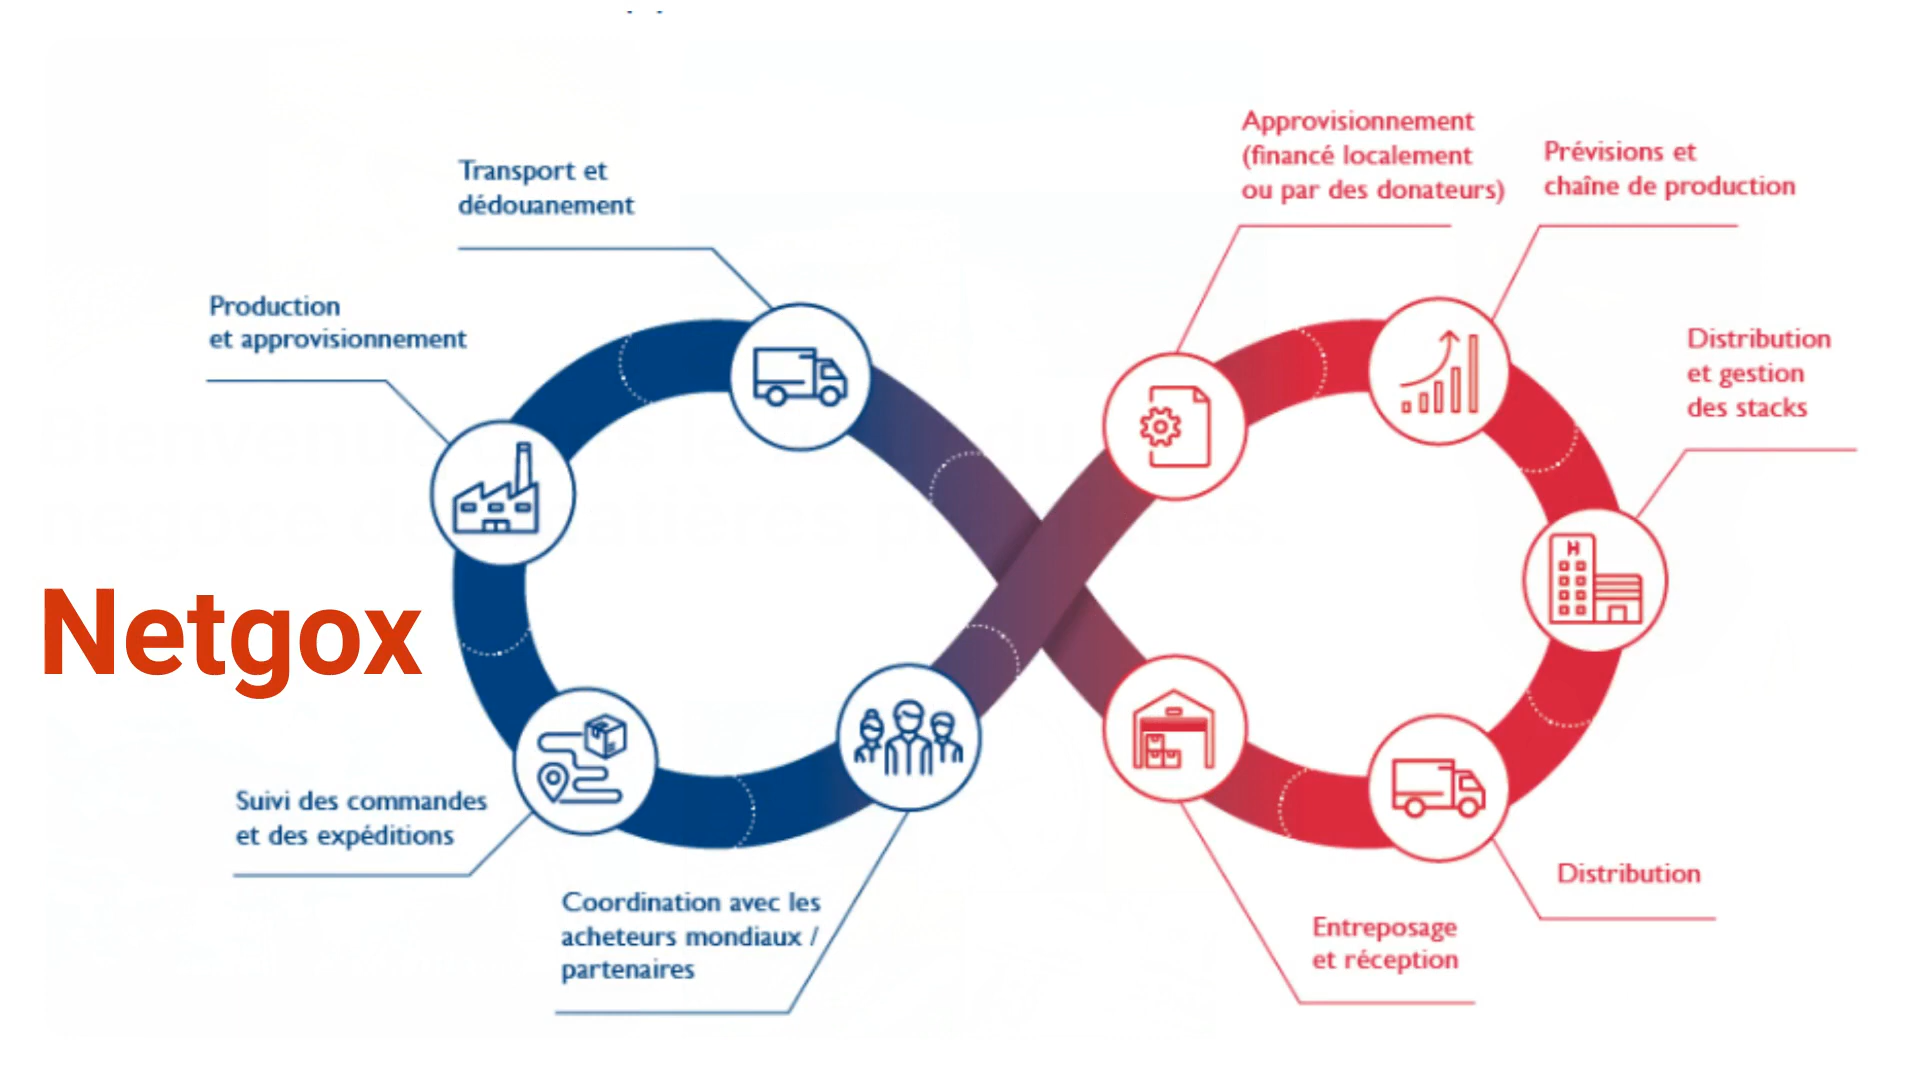 Approvisionnement
(financé localement
ou par des donateurs)
Prévisions et
chaîne de production
Transport et
dédouanement
Production
et approvisionnement
Distribution
et gestion
des stacks
Netgox
Suivi des commandes
et des expéditions
Coordination avec les
acheteurs mondiaux /
partenaires
Distribution
Entreposage
et réception
H